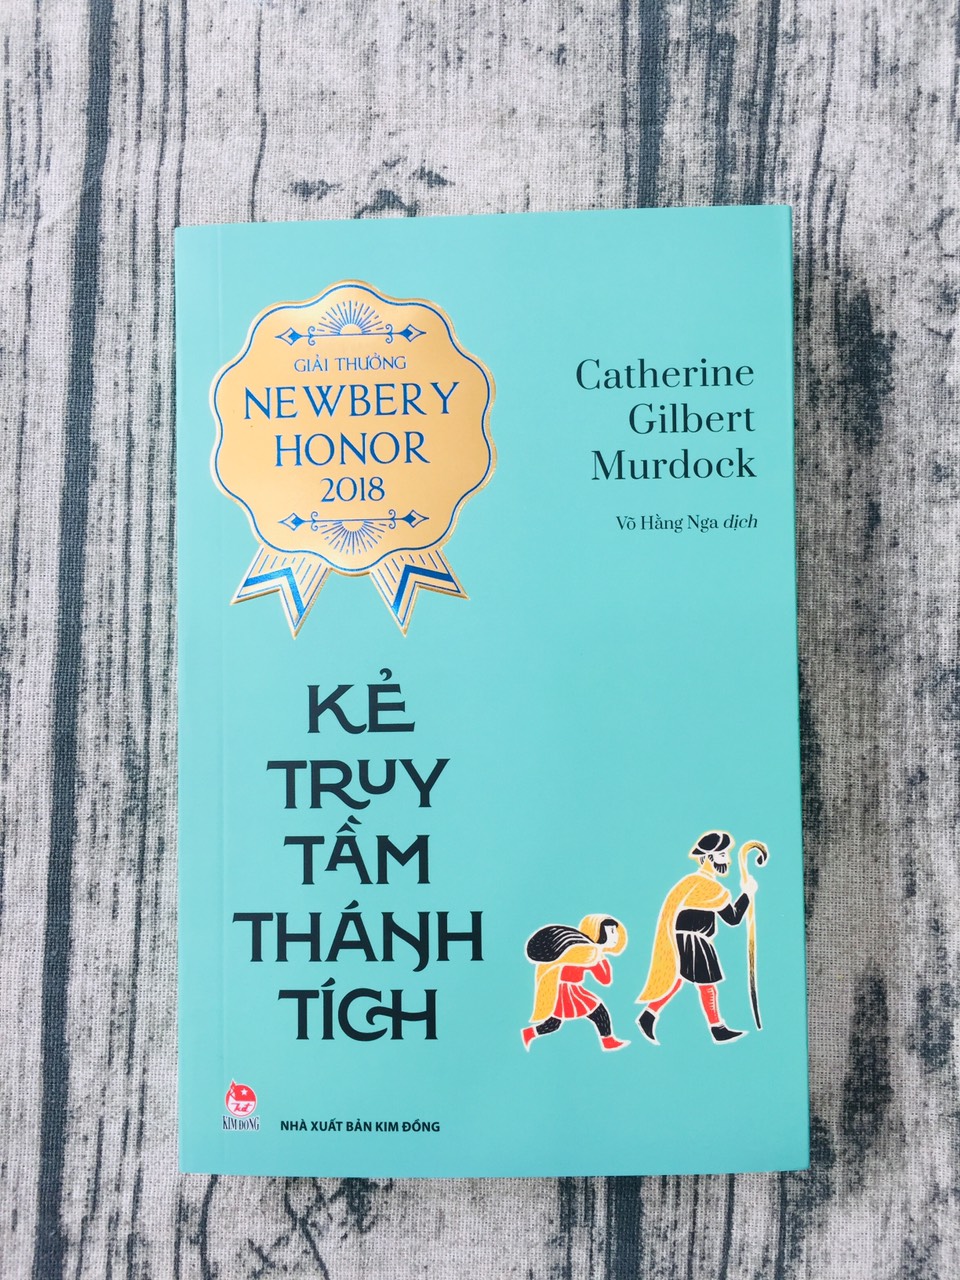 GIẢI THƯỞNG
NEWBERY
HONOR
2018
Catherine
Gilbert
Murdock
Võ Hằng Nga dịch
KẺ
TRUY
TẦM
THÁNH
TÍCH
KIM ĐỒNG
NHÀ XUẤT BẢN KIM ĐỒNG